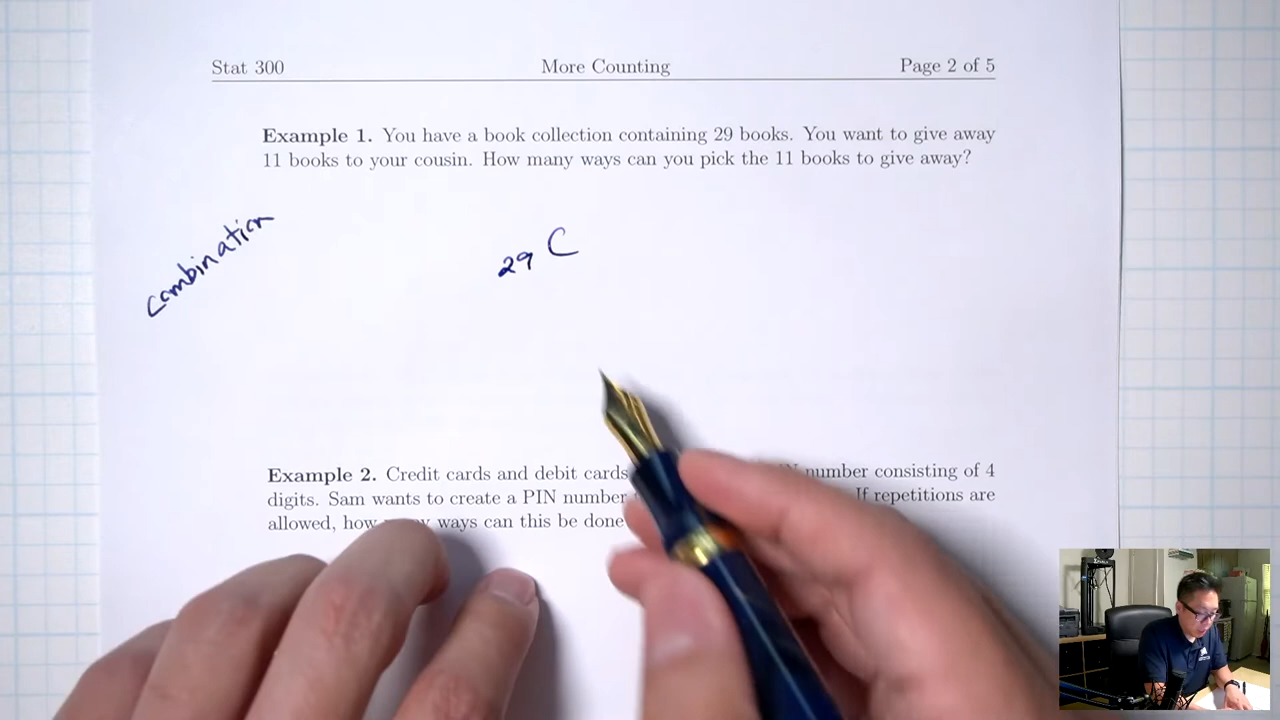 Stat 300 More Counting Page 2 of 5
Example 1. You have a book collection containing 29 books. You want to give away
11 books to your cousin. How many ways can you pick the 11 books to give away?
combination
29 C
Example 2. Credit cards and debit cards number consisting of 4
digits. Sam wants to create a PIN number If repetitions are
allowed, how ways can this be done